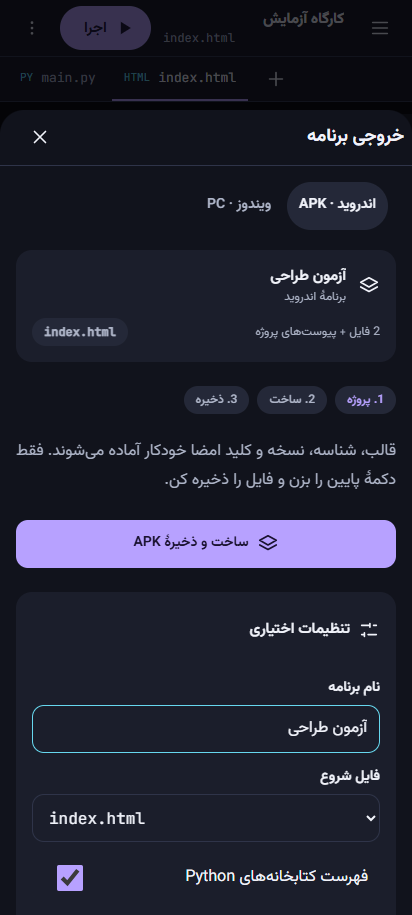 کارگاه آزمایش
index.html
اجرا
PY main.py
HTML index.html
خروجی برنامه
اندروید · APK
ویندوز · PC
آزمون طراحی
برنامهٔ اندروید
2 فایل + پیوست‌های پروژه
index.html
1. پروژه
2. ساخت
3. ذخیره
قالب، شناسه، نسخه و کلید امضا خودکار آماده می‌شوند. فقط
دکمهٔ پایین را بزن و فایل را ذخیره کن.
ساخت و ذخیرهٔ APK
تنظیمات اختیاری
نام برنامه
آزمون طراحی
فایل شروع
index.html
فهرست کتابخانه‌های Python